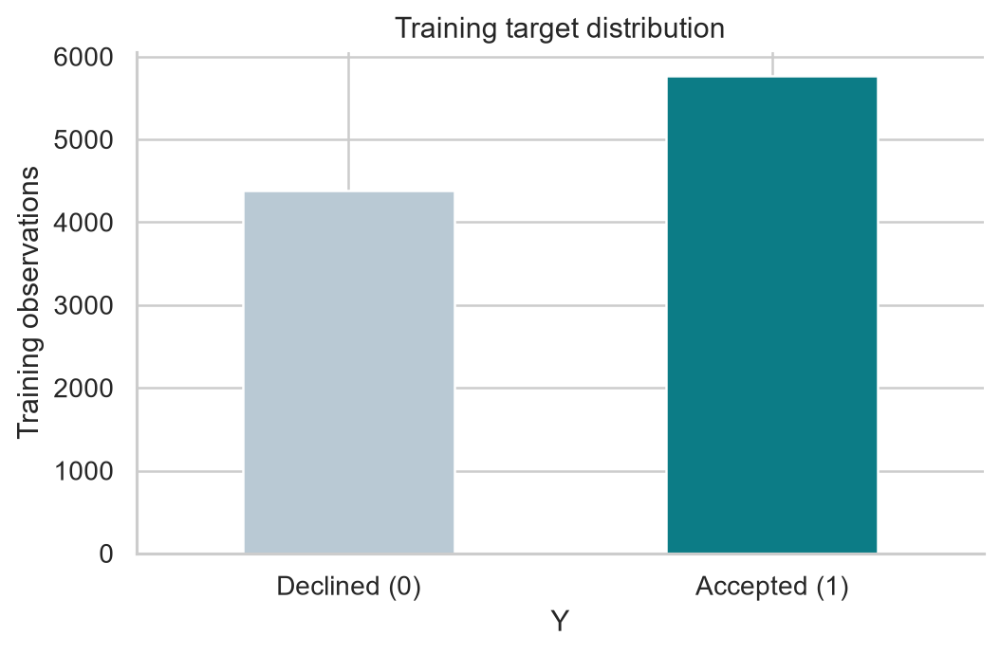 Training target distribution
Training observations
6000
5000
4000
3000
2000
1000
0
Declined (0)
Accepted (1)
Y